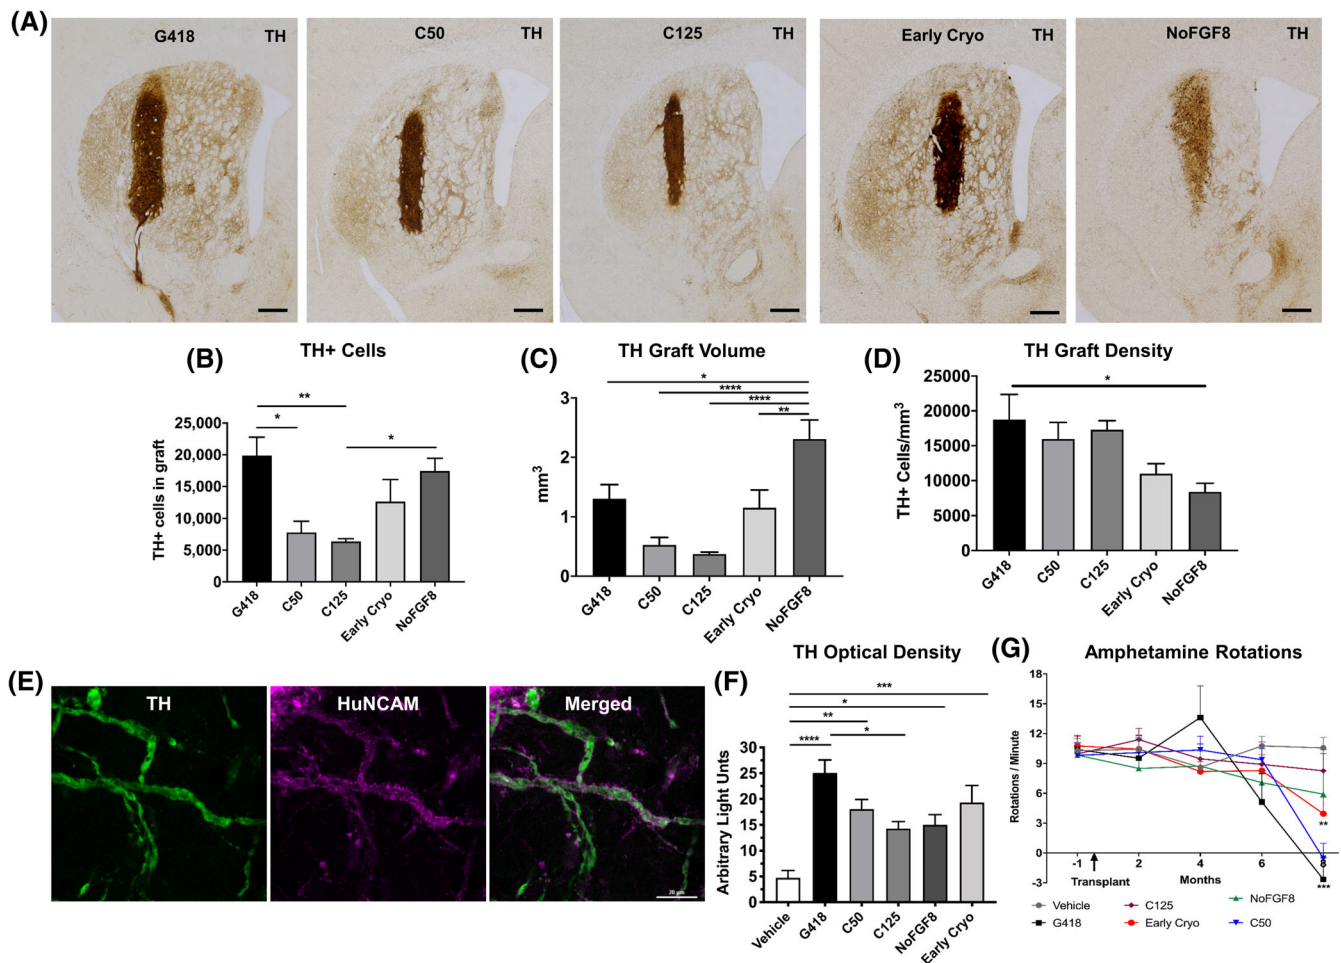 (A)
G418 TH
C50 TH
C125 TH
Early Cryo TH
NoFGF8 TH
(B)
TH+ Cells
** 
* *
TH+ cells in graft
25,000
20,000
15,000
10,000
5,000
0
G418 C50 C125 Early Cryo NoFGF8
(C)
TH Graft Volume
*
****
****
**
mm3
3
2
1
0
G418 C50 C125 Early Cryo NoFGF8
(D)
TH Graft Density
*
TH+ Cells/mm3
25000
20000
15000
10000
5000
0
G418 C50 C125 Early Cryo NoFGF8
(E)
TH
HuNCAM
Merged
20 μm
(F)
TH Optical Density
***
*
**
**** *
Arbitrary Light Unts
30
25
20
15
10
5
0
Vehicle G418 C50 C125 NoFGF8 Early Cryo
(G)
Amphetamine Rotations
Rotations / Minute
18
15
12
9
6
3
0
-3
-1 2 4 6 8
**
***
Transplant Months
Vehicle C125 NoFGF8
G418 Early Cryo C50